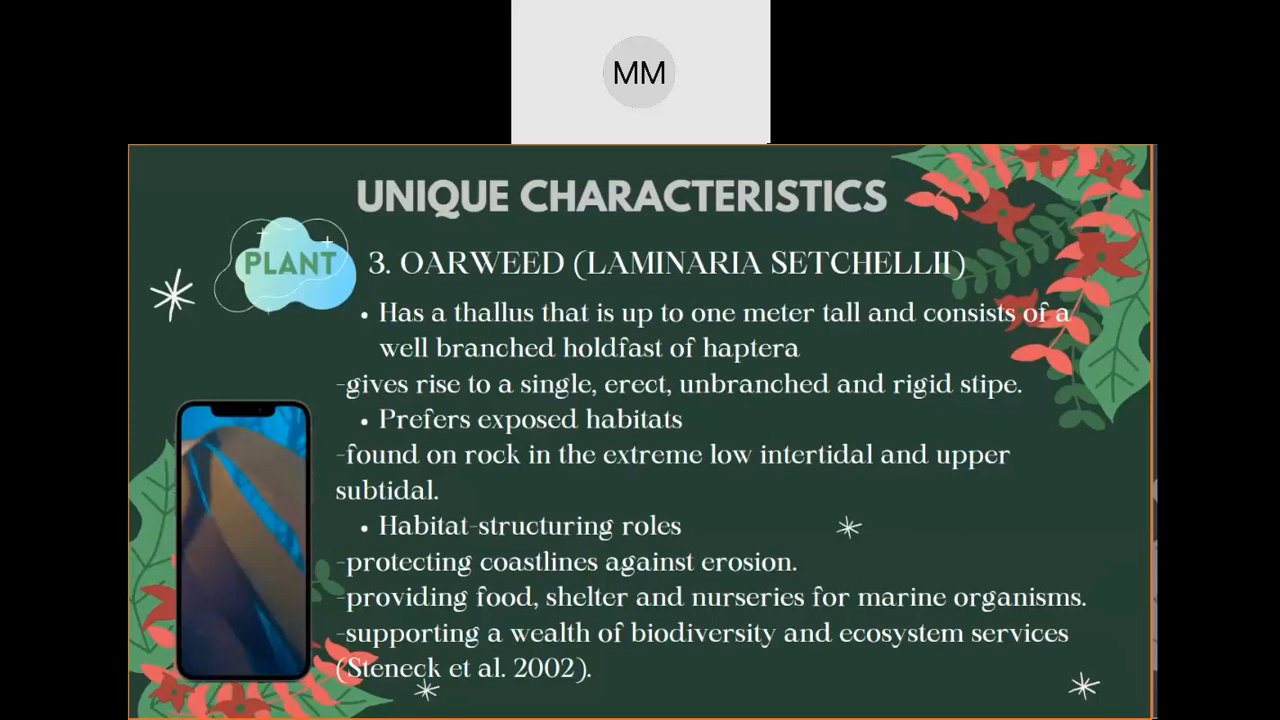 MM
UNIQUE CHARACTERISTICS
PLANT
3. OARWEED (LAMINARIA SETCHELLII)
• Has a thallus that is up to one meter tall and consists of a
well branched holdfast of haptera
-gives rise to a single, erect, unbranched and rigid stipe.
• Prefers exposed habitats
-found on rock in the extreme low intertidal and upper
subtidal.
• Habitat-structuring roles
-protecting coastlines against erosion.
-providing food, shelter and nurseries for marine organisms.
-supporting a wealth of biodiversity and ecosystem services
(Steneck et al. 2002).